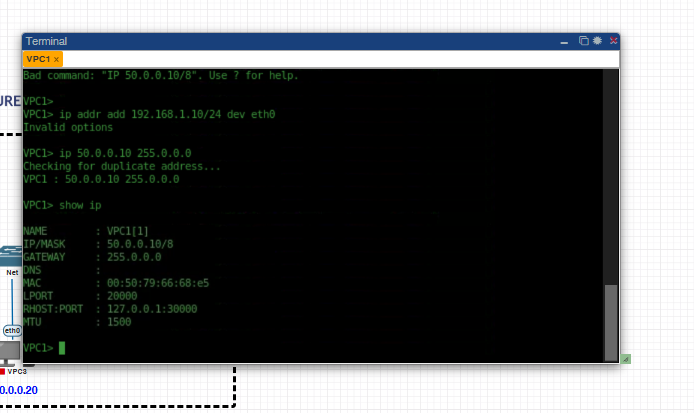 Terminal
VPC1 x
Bad command: "IP 50.0.0.10/8". Use ? for help.
URE
VPC1>
VPC1> ip addr add 192.168.1.10/24 dev eth0
Invalid options
VPC1> ip 50.0.0.10 255.0.0.0
Checking for duplicate address...
VPC1 : 50.0.0.10 255.0.0.0
VPC1> show ip
NAME : VPC1[1]
IP/MASK : 50.0.0.10/8
GATEWAY : 255.0.0.0
DNS :
MAC : 00:50:79:66:68:e5
LPORT : 20000
RHOST:PORT : 127.0.0.1:30000
MTU : 1500
VPC1>
Net
eth0
VPC3
0.0.0.20